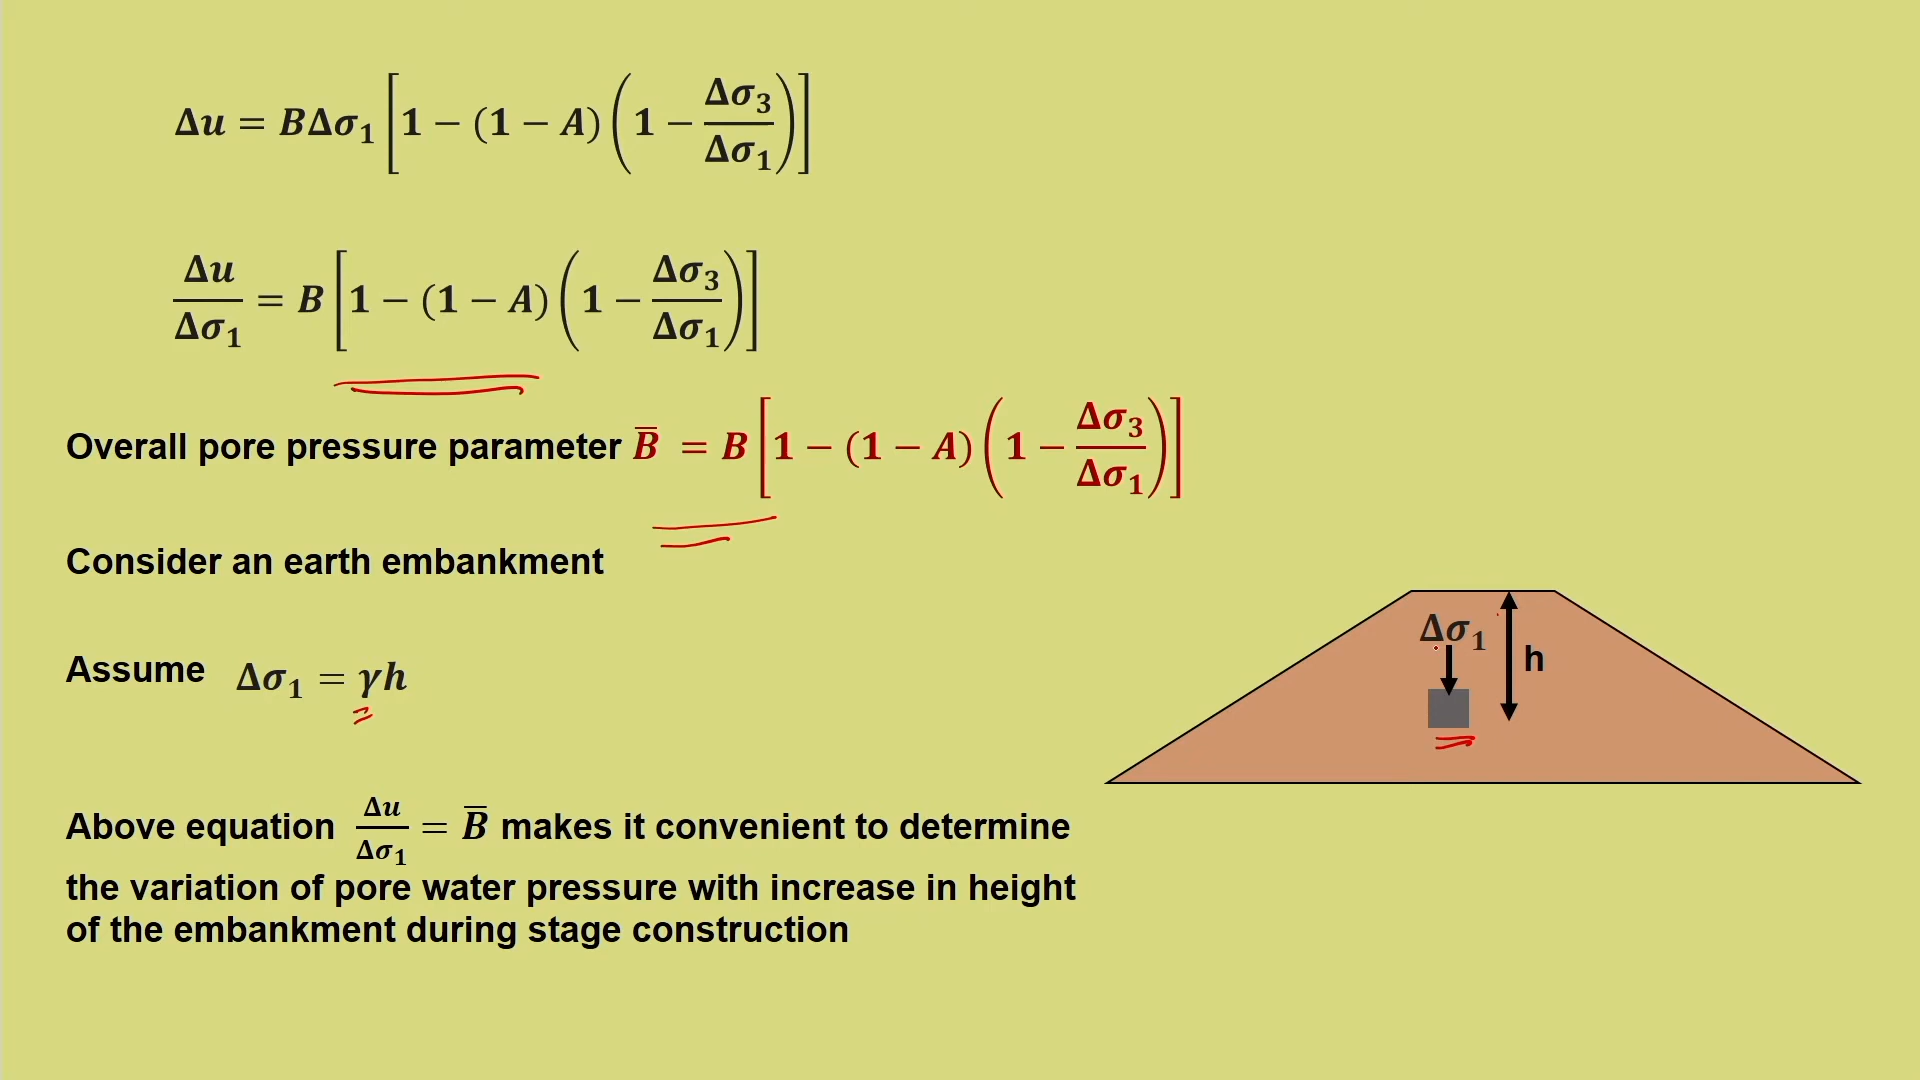 Δu = BΔσ₁ [1 − (1 − A) (1 − Δσ₃/Δσ₁)]
Δu/Δσ₁ = B [1 − (1 − A) (1 − Δσ₃/Δσ₁)]
Overall pore pressure parameter B̅ = B [1 − (1 − A) (1 − Δσ₃/Δσ₁)]
Consider an earth embankment
Δσ₁
h
Assume Δσ₁ = γh
Above equation Δu/Δσ₁ = B̅ makes it convenient to determine
the variation of pore water pressure with increase in height
of the embankment during stage construction